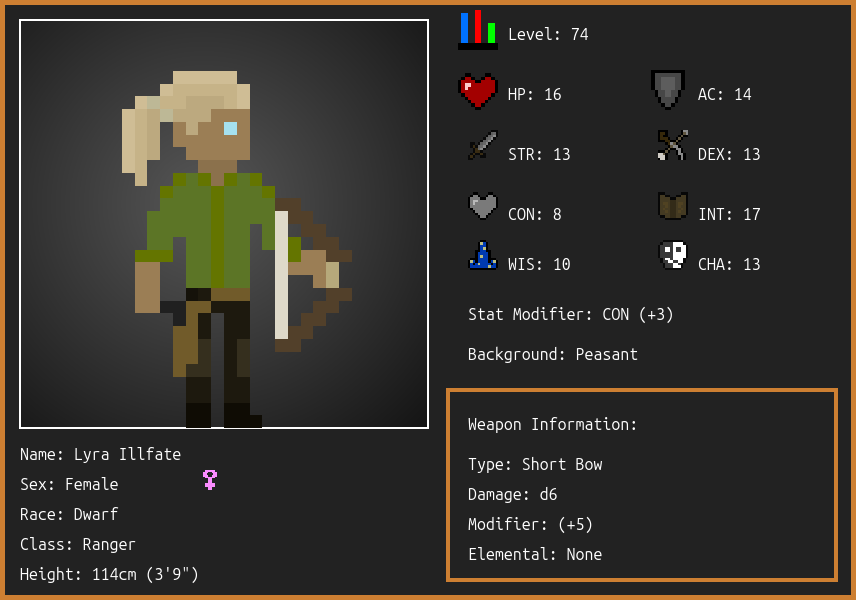 Level: 74
HP: 16
AC: 14
STR: 13
DEX: 13
CON: 8
INT: 17
WIS: 10
CHA: 13
Stat Modifier: CON (+3)
Background: Peasant
Weapon Information:
Type: Short Bow
Damage: d6
Modifier: (+5)
Elemental: None
Name: Lyra Illfate
Sex: Female
Race: Dwarf
Class: Ranger
Height: 114cm (3'9")